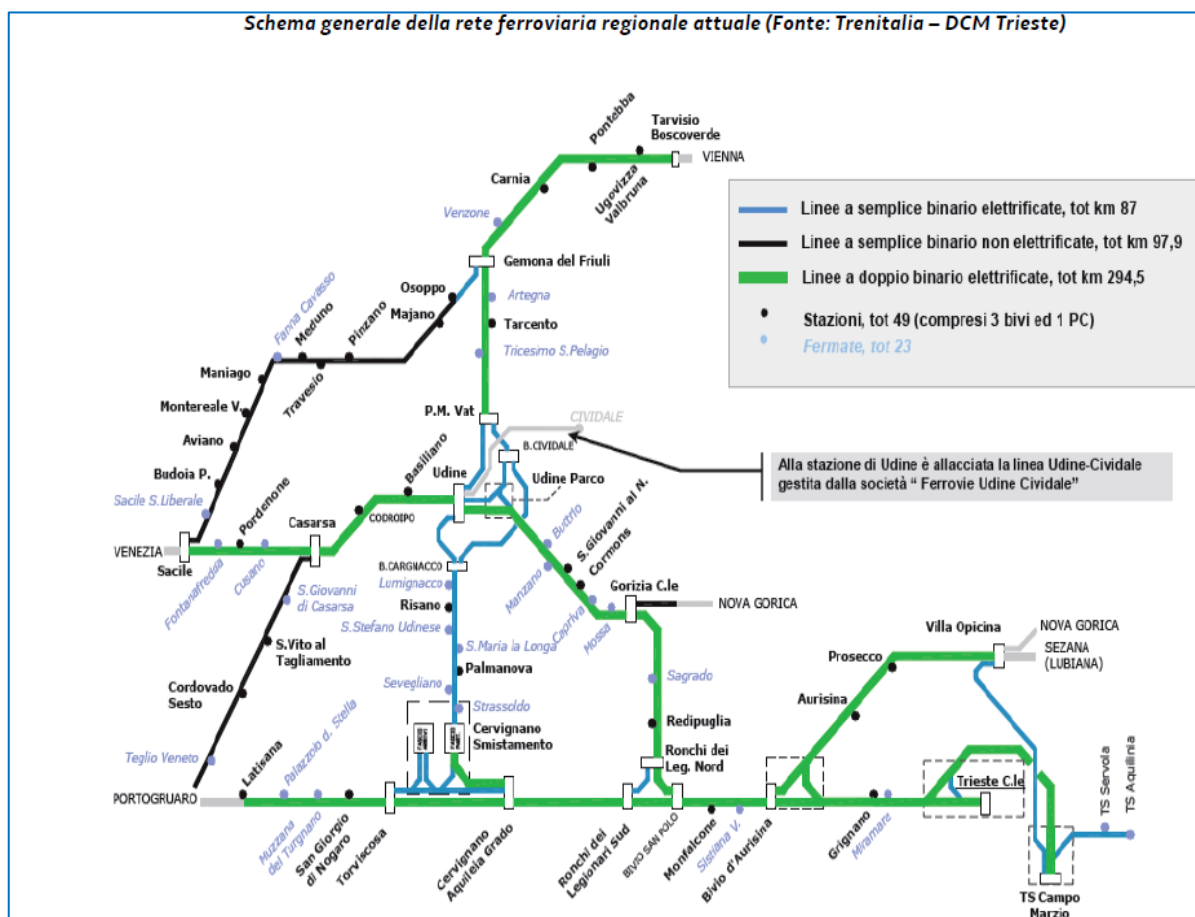 Schema generale della rete ferroviaria regionale attuale (Fonte: Trenitalia – DCM Trieste)
Pontebba
Tarvisio
Boscoverde
VIENNA
Carnia
Ugovizza
Valbruna
Venzone
Linee a semplice binario elettrificate, tot km 87
Linee a semplice binario non elettrificate, tot km 97,9
Linee a doppio binario elettrificate, tot km 294,5
Stazioni, tot 49 (compresi 3 bivi ed 1 PC)
Fermate, tot 23
Gemona del Friuli
Osoppo
Majano
Artegna
Tarcento
Tricesimo S.Pelagio
Fanna Cavasso
Meduno
Pinzano
Travesio
Maniago
Montereale V.
Aviano
Budoia P.
Sacile S.Liberale
P.M. Vat
CIVIDALE
B.CIVIDALE
Udine
Udine Parco
Alla stazione di Udine è allacciata la linea Udine-Cividale
gestita dalla società “ Ferrovie Udine Cividale”
Basiliano
CODROIPO
Pordenone
Casarsa
VENEZIA
Sacile
Fontanafredda
Cusano
Buttrio
S.Giovanni al N.
Cormons
Manzano
Capriva
Mossa
Gorizia C.le
NOVA GORICA
B.CARGNACCO
Lumignacco
Risano
S.Stefano Udinese
S.Maria la Longa
Palmanova
Sevegliano
Strassoldo
S.Giovanni
di Casarsa
S.Vito al
Tagliamento
Cordovado
Sesto
Teglio Veneto
Villa Opicina
NOVA GORICA
SEZANA
(LUBIANA)
Prosecco
Aurisina
Sagrado
Redipuglia
Ronchi dei
Leg. Nord
Cervignano
Smistamento
PORTOGRUARO
Latisana
Palazzolo d. Stella
Muzzana
del Turgnano
San Giorgio
di Nogaro
Torviscosa
Cervignano
Aquileia Grado
Ronchi dei
Legionari Sud
BIVIO SAN POLO
Monfalcone
Sistiana V.
Bivio d'Aurisina
Grignano
Miramare
Trieste C.le
TS Servola
TS Aquilinia
TS Campo
Marzio